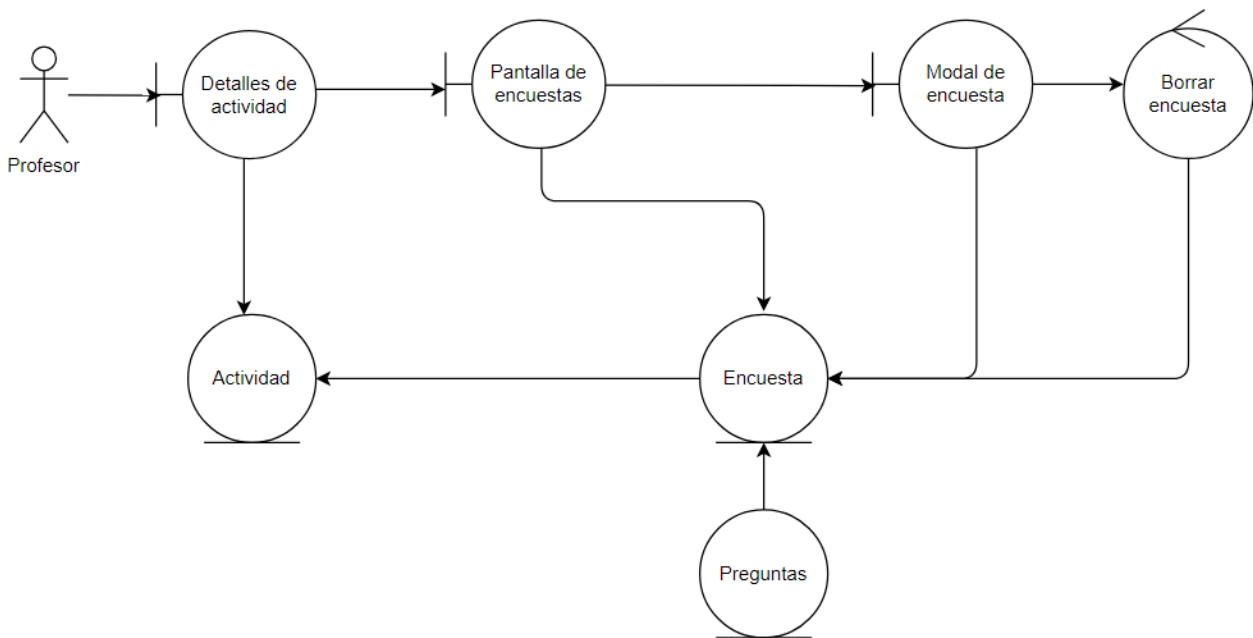 Profesor
Detalles de
actividad
Pantalla de
encuestas
Modal de
encuesta
Borrar
encuesta
Actividad
Encuesta
Preguntas